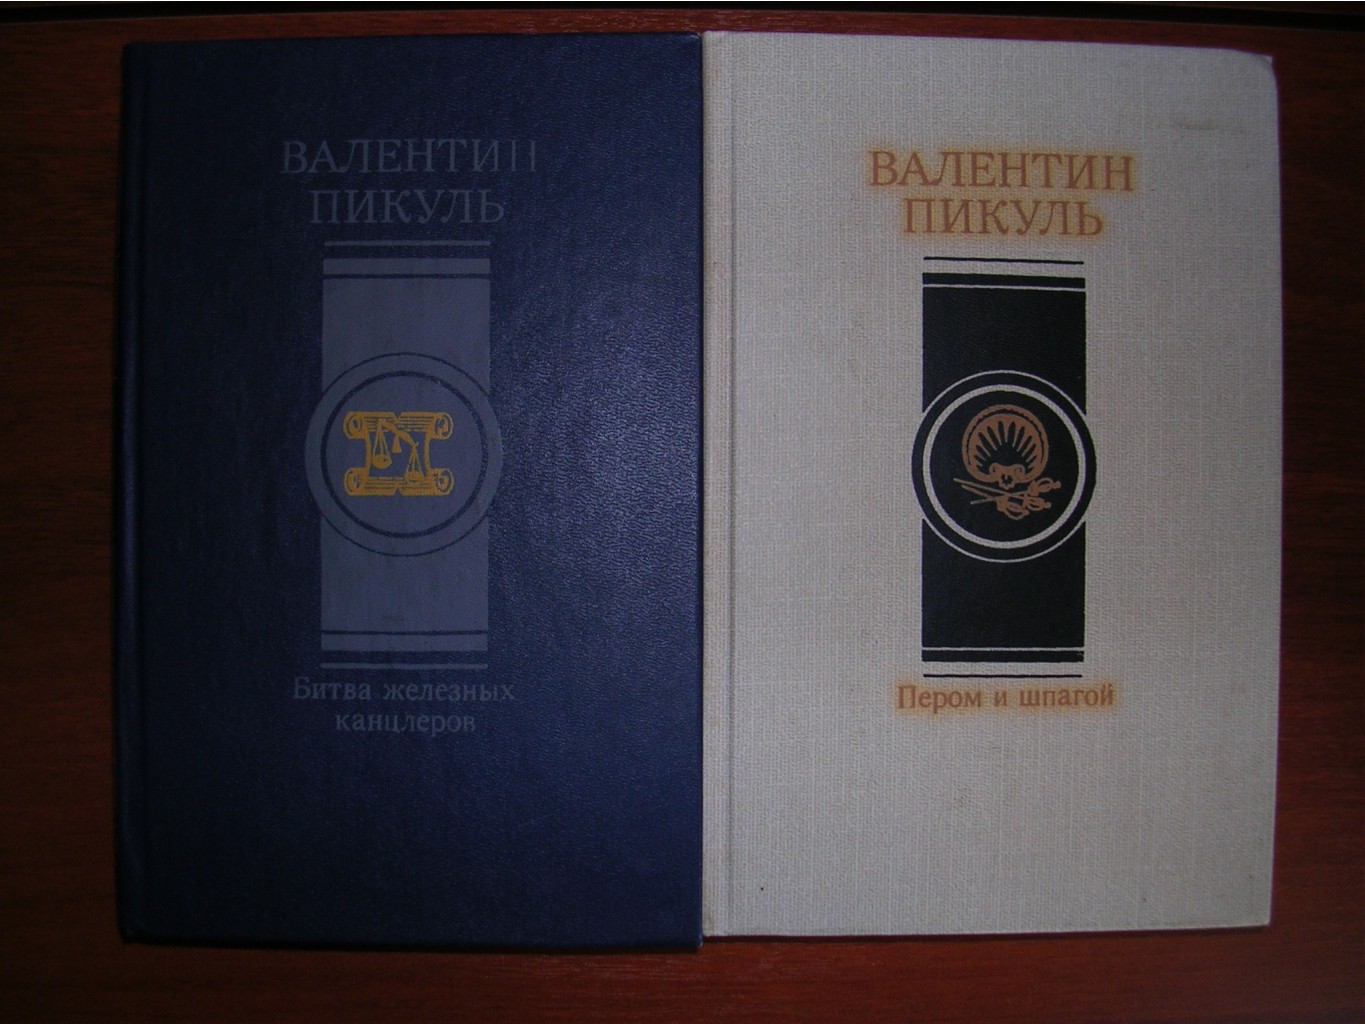 ВАЛЕНТИН
ПИКУЛЬ
Битва железных
канцлеров
ВАЛЕНТИН
ПИКУЛЬ
Пером и шпагой